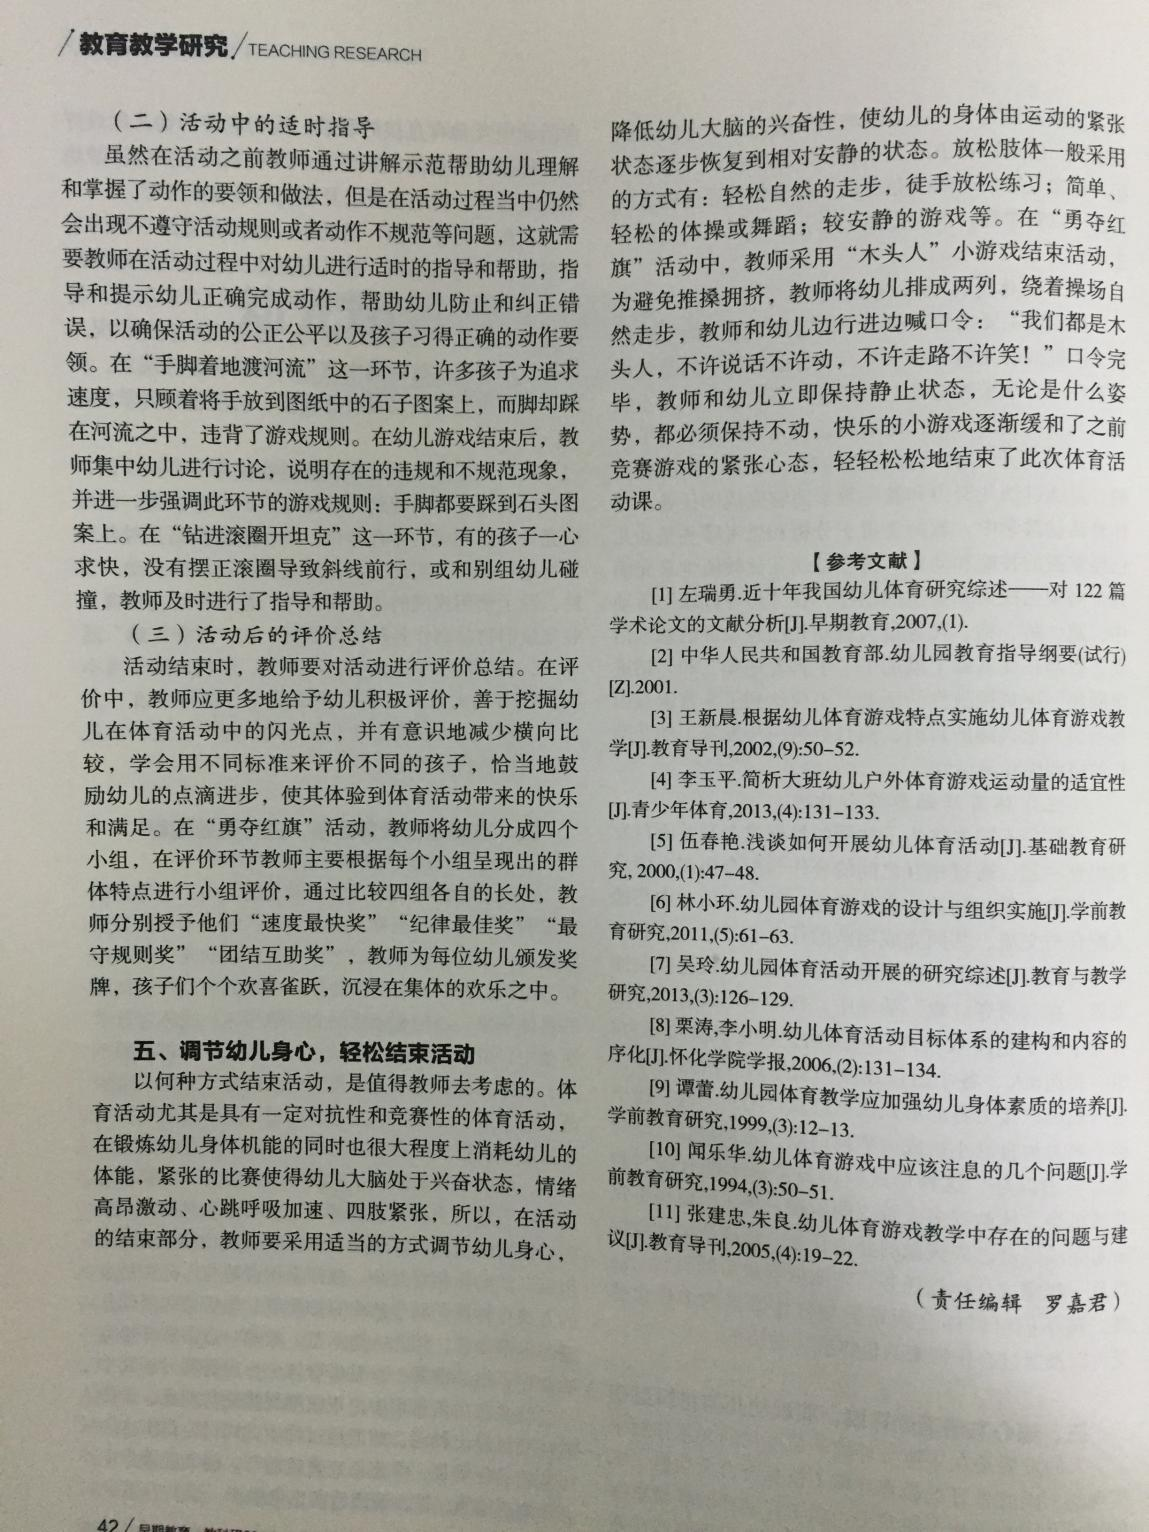 教育教学研究 TEACHING RESEARCH
（二）活动中的适时指导
虽然在活动之前教师通过讲解示范帮助幼儿理解
和掌握了动作的要领和做法，但是在活动过程当中仍然
会出现不遵守活动规则或者动作不规范等问题，这就需
要教师在活动过程中对幼儿进行适时的指导和帮助，指
导和提示幼儿正确完成动作，帮助幼儿防止和纠正错
误，以确保活动的公正公平以及孩子习得正确的动作要
领。在“手脚着地渡河流”这一环节，许多孩子为追求
速度，只顾着将手放到图纸中的石子图案上，而脚却踩
在河流之中，违背了游戏规则。在幼儿游戏结束后，教
师集中幼儿进行讨论，说明存在的违规和不规范现象，
并进一步强调此环节的游戏规则：手脚都要踩到石头图
案上。在“钻进滚圈开坦克”这一环节，有的孩子一心
求快，没有摆正滚圈导致斜线前行，或和别组幼儿碰
撞，教师及时进行了指导和帮助。
（三）活动后的评价总结
活动结束时，教师要对活动进行评价总结。在评
价中，教师应更多地给予幼儿积极评价，善于挖掘幼
儿在体育活动中的闪光点，并有意识地减少横向比
较，学会用不同标准来评价不同的孩子，恰当地鼓
励幼儿的点滴进步，使其体验到体育活动带来的快乐
和满足。在“勇夺红旗”活动，教师将幼儿分成四个
小组，在评价环节教师主要根据每个小组呈现出的群
体特点进行小组评价，通过比较四组各自的长处，教
师分别授予他们“速度最快奖”“纪律最佳奖”“最
守规则奖”“团结互助奖”，教师为每位幼儿颁发奖
牌，孩子们个个欢喜雀跃，沉浸在集体的欢乐之中。
五、调节幼儿身心，轻松结束活动
以何种方式结束活动，是值得教师去考虑的。体
育活动尤其是具有一定对抗性和竞赛性的体育活动，
在锻炼幼儿身体机能的同时也很大程度上消耗幼儿的
体能，紧张的比赛使得幼儿大脑处于兴奋状态，情绪
高昂激动、心跳呼吸加速、四肢紧张，所以，在活动
的结束部分，教师要采用适当的方式调节幼儿身心，
降低幼儿大脑的兴奋性，使幼儿的身体由运动的紧张
状态逐步恢复到相对安静的状态。放松肢体一般采用
的方式有：轻松自然的走步，徒手放松练习；简单、
轻松的体操或舞蹈；较安静的游戏等。在“勇夺红
旗”活动中，教师采用“木头人”小游戏结束活动，
为避免推搡拥挤，教师将幼儿排成两列，绕着操场自
然走步，教师和幼儿边行进边喊口令：“我们都是木
头人，不许说话不许动，不许走路不许笑！”口令完
毕，教师和幼儿立即保持静止状态，无论是什么姿
势，都必须保持不动，快乐的小游戏逐渐缓和了之前
竞赛游戏的紧张心态，轻轻松松地结束了此次体育活
动课。
【参考文献】
[1] 左瑞勇.近十年我国幼儿体育研究综述——对 122 篇
学术论文的文献分析[J].早期教育,2007,(1).
[2] 中华人民共和国教育部.幼儿园教育指导纲要(试行)
[Z].2001.
[3] 王新晨.根据幼儿体育游戏特点实施幼儿体育游戏教
学[J].教育导刊,2002,(9):50-52.
[4] 李玉平.简析大班幼儿户外体育游戏运动量的适宜性
[J].青少年体育,2013,(4):131-133.
[5] 伍春艳.浅谈如何开展幼儿体育活动[J].基础教育研
究, 2000,(1):47-48.
[6] 林小环.幼儿园体育游戏的设计与组织实施[J].学前教
育研究,2011,(5):61-63.
[7] 吴玲.幼儿园体育活动开展的研究综述[J].教育与教学
研究,2013,(3):126-129.
[8] 栗涛,李小明.幼儿体育活动目标体系的建构和内容的
序化[J].怀化学院学报,2006,(2):131-134.
[9] 谭蕾.幼儿园体育教学应加强幼儿身体素质的培养[J].
学前教育研究,1999,(3):12-13.
[10] 闻乐华.幼儿体育游戏中应该注息的几个问题[J].学
前教育研究,1994,(3):50-51.
[11] 张建忠,朱良.幼儿体育游戏教学中存在的问题与建
议[J].教育导刊,2005,(4):19-22.
（责任编辑 罗嘉君）
42 / 早期教育